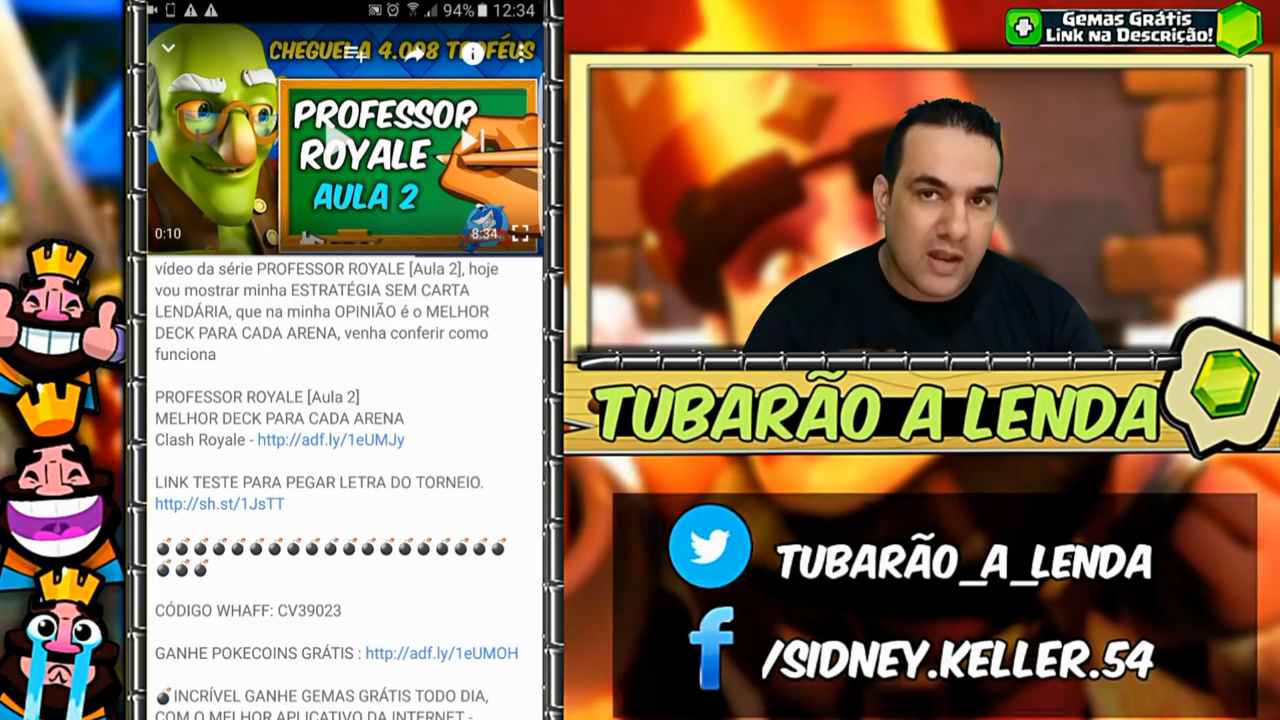 94% 12:34
CHEGUEI A 4.008 TROFÉUS
PROFESSOR
ROYALE
AULA 2
0:10
8:34
vídeo da série PROFESSOR ROYALE [Aula 2], hoje
vou mostrar minha ESTRATÉGIA SEM CARTA
LENDÁRIA, que na minha OPINIÃO é o MELHOR
DECK PARA CADA ARENA, venha conferir como
funciona
PROFESSOR ROYALE [Aula 2]
MELHOR DECK PARA CADA ARENA
Clash Royale - http://adf.ly/1eUMJy
LINK TESTE PARA PEGAR LETRA DO TORNEIO.
http://sh.st/1JsTT
CÓDIGO WHAFF: CV39023
GANHE POKECOINS GRÁTIS : http://adf.ly/1eUMOH
INCRÍVEL GANHE GEMAS GRÁTIS TODO DIA,
COM O MELHOR APLICATIVO DA INTERNET -
Gemas Grátis
Link na Descrição!
TUBARÃO A LENDA
TUBARÃO_A_LENDA
/SIDNEY.KELLER.54